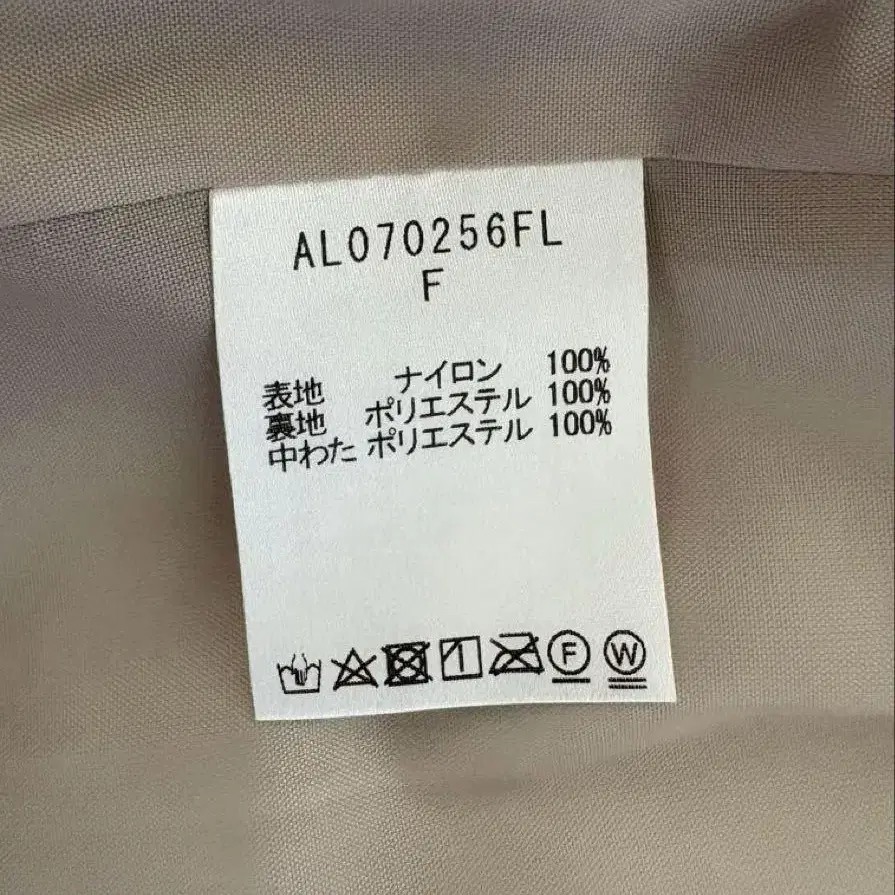 AL070256FL
F
表地 ナイロン 100%
裏地 ポリエステル 100%
中わた ポリエステル 100%
F W